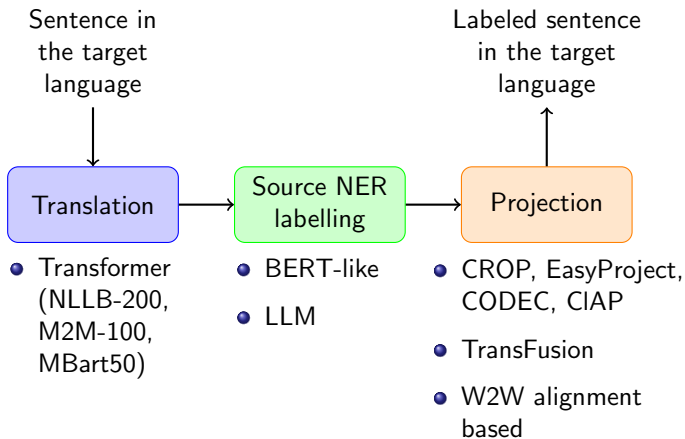 Sentence in
the target
language
Labeled sentence
in the target
language
Translation
Source NER
labelling
Projection
Transformer
(NLLB-200,
M2M-100,
MBart50)
BERT-like
LLM
CROP, EasyProject,
CODEC, CIAP
TransFusion
W2W alignment
based